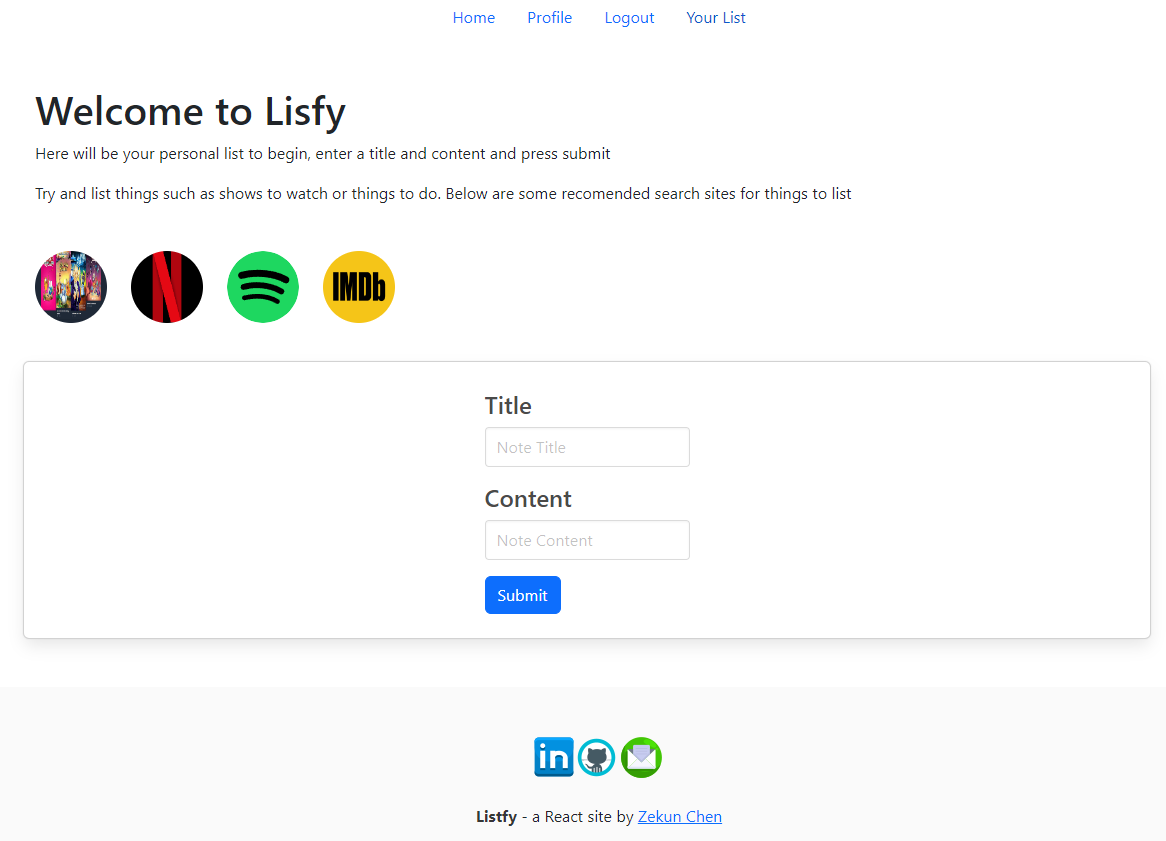 Home Profile Logout Your List
Welcome to Lisfy
Here will be your personal list to begin, enter a title and content and press submit
Try and list things such as shows to watch or things to do. Below are some recomended search sites for things to list
IMDb
Title
Note Title
Content
Note Content
Submit
in
Listfy - a React site by Zekun Chen